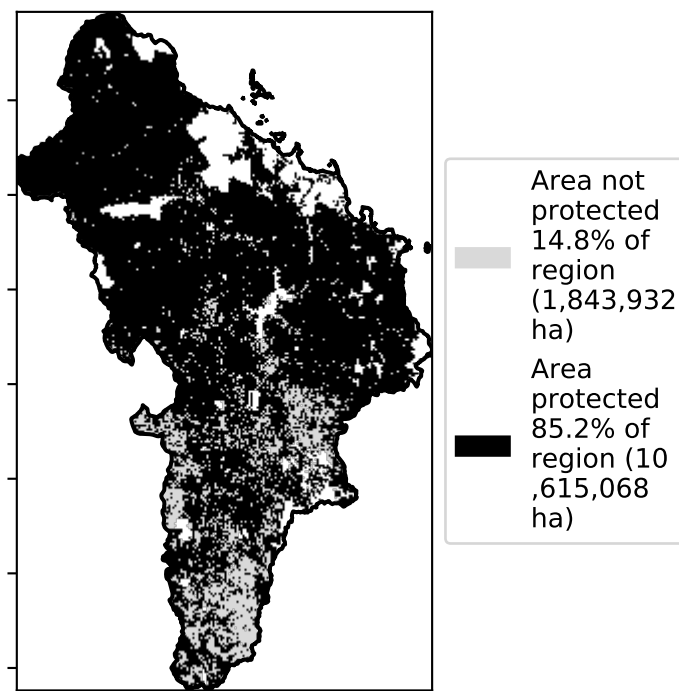 Area not
protected
14.8% of
region
(1,843,932
ha)
Area
protected
85.2% of
region (10
,615,068
ha)